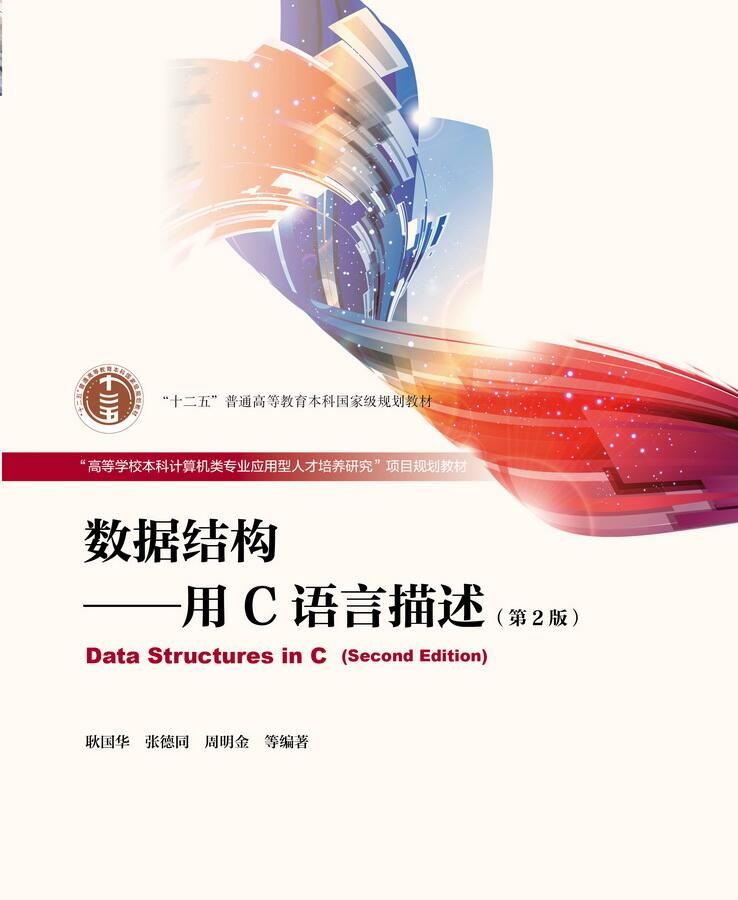 “十二五”普通高等教育本科国家级规划教材
“高等学校本科计算机类专业应用型人才培养研究”项目规划教材
数据结构
——用 C 语言描述（第 2 版）
Data Structures in C (Second Edition)
耿国华 张德同 周明金 等编著